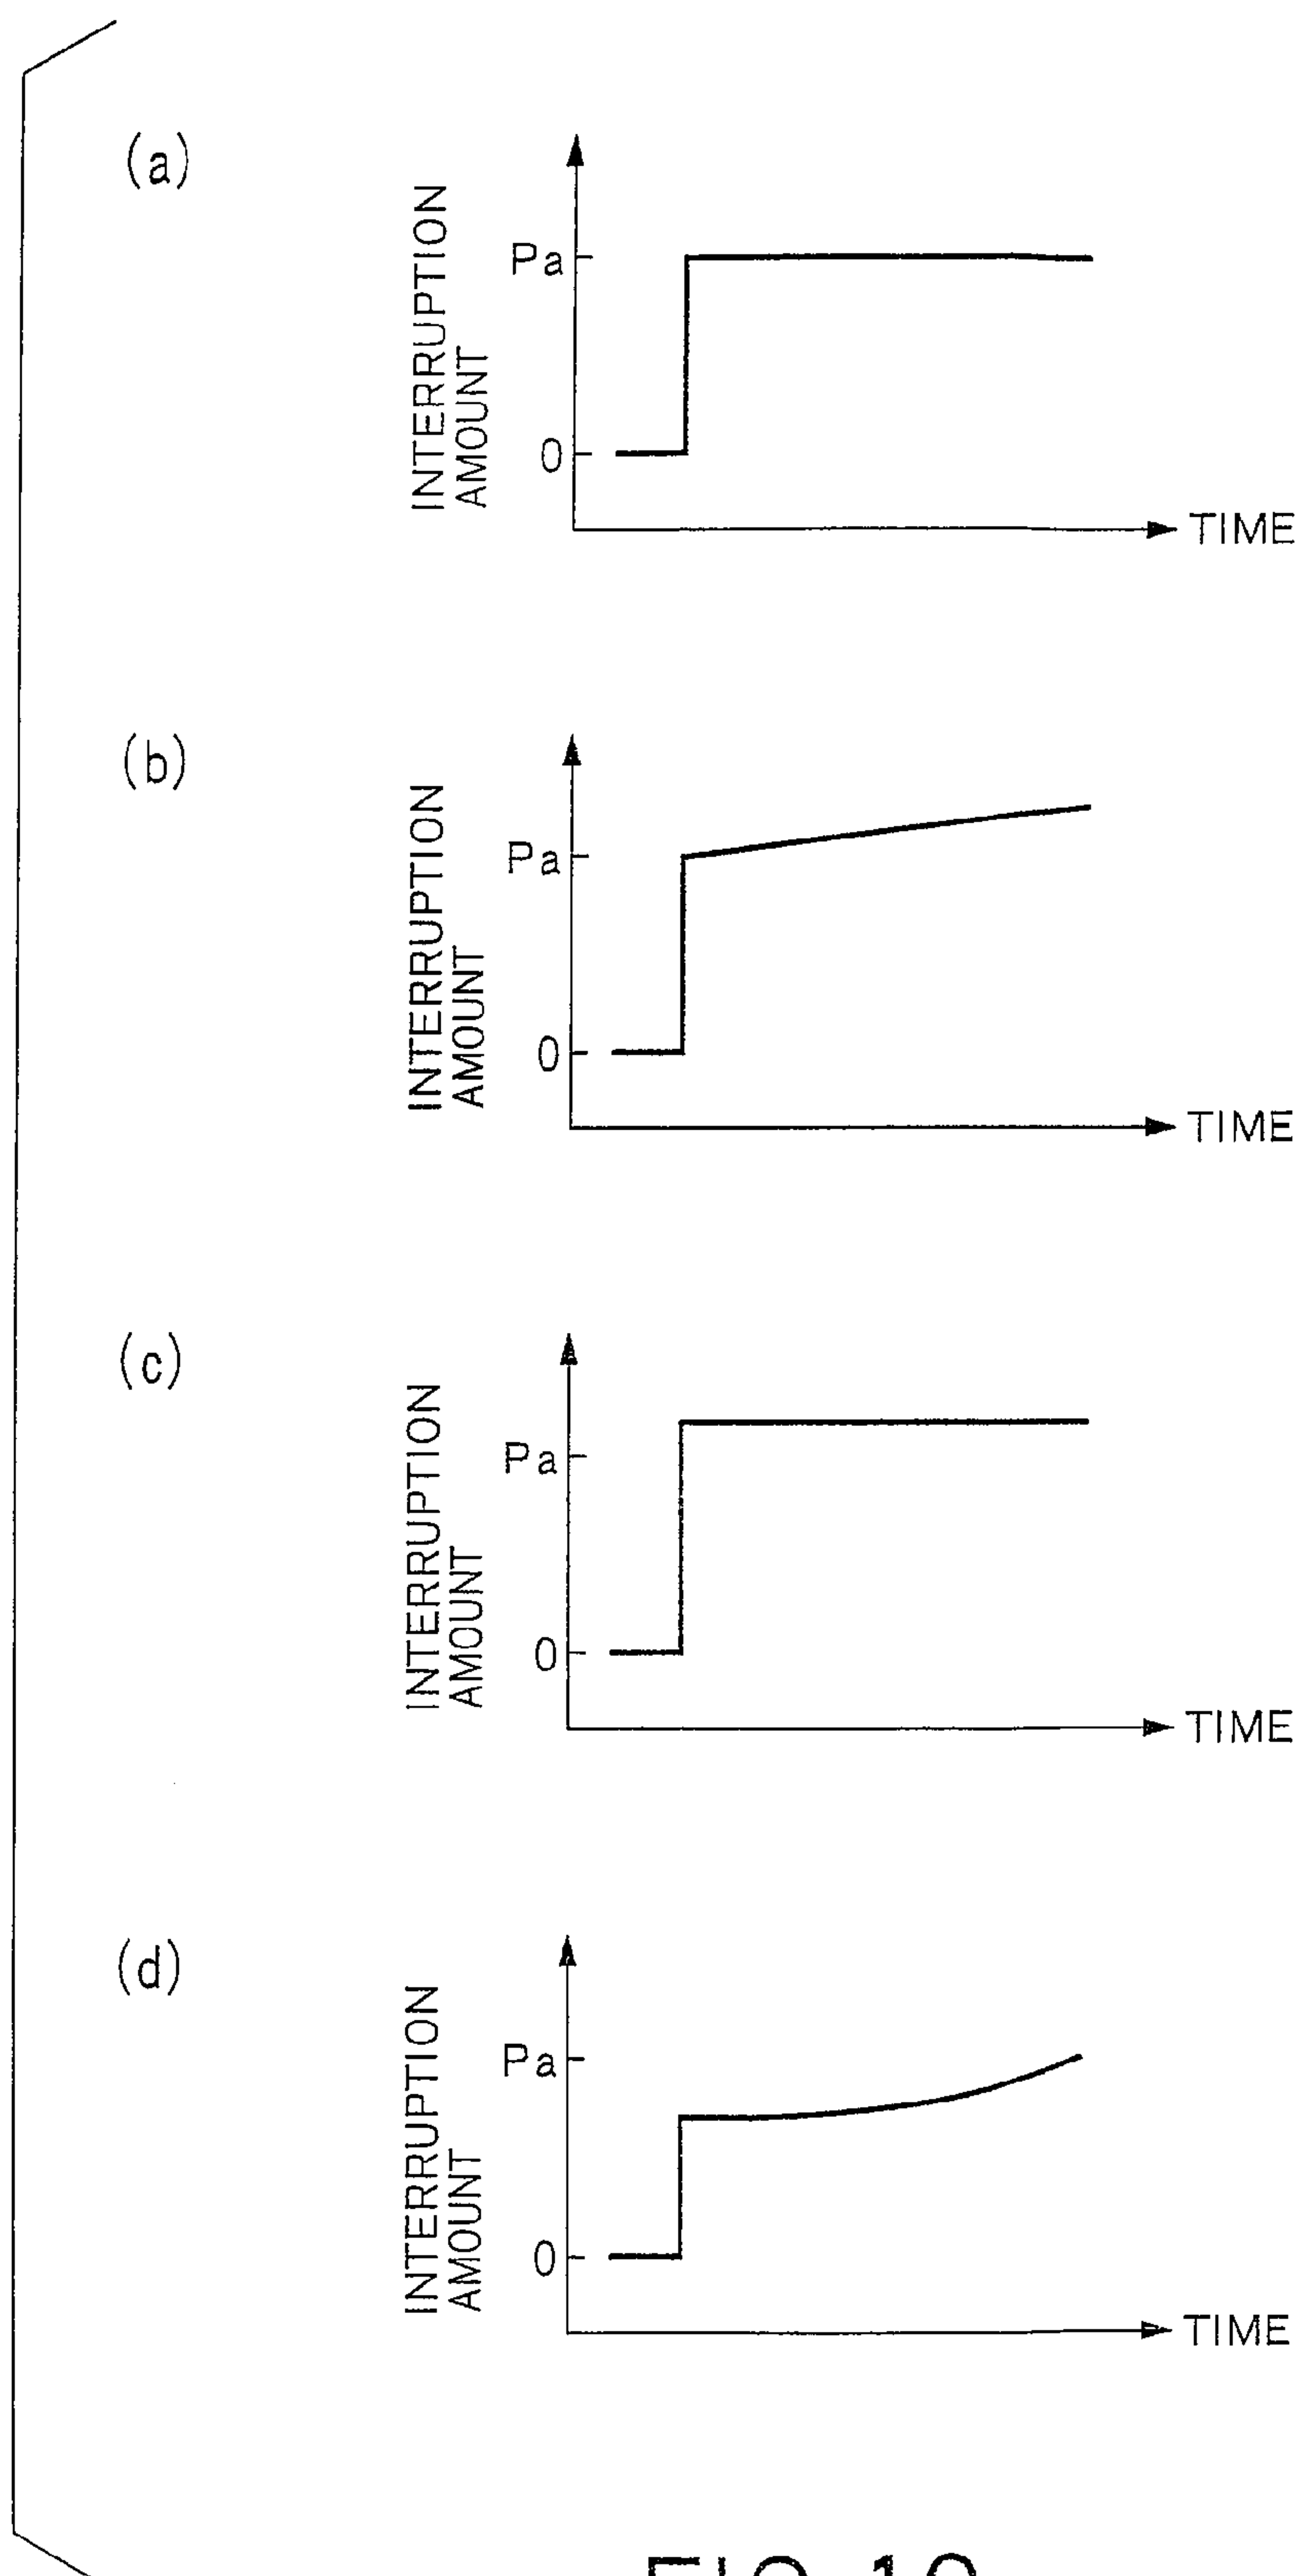 (a)
INTERRUPTION
AMOUNT
Pa
0
TIME
(b)
INTERRUPTION
AMOUNT
Pa
0
TIME
(c)
INTERRUPTION
AMOUNT
Pa
0
TIME
(d)
INTERRUPTION
AMOUNT
Pa
0
TIME